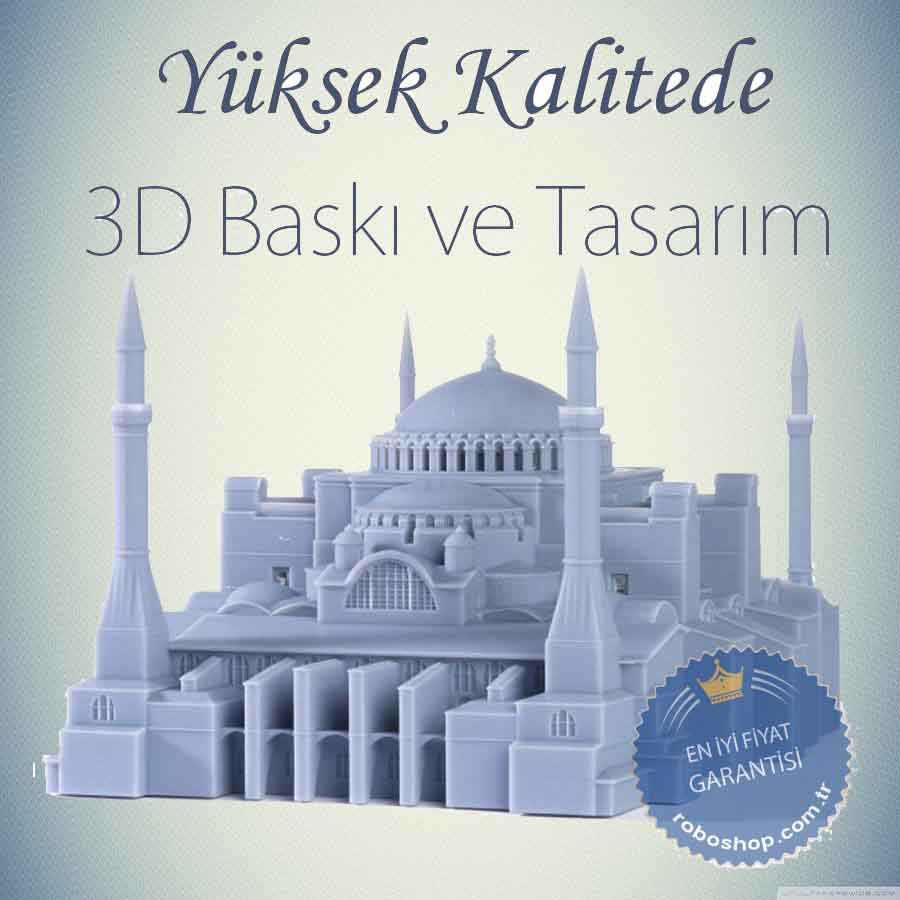 Yüksek Kalitede
3D Baskı ve Tasarım
EN İYİ FİYAT
GARANTİSİ
roboshop.com.tr